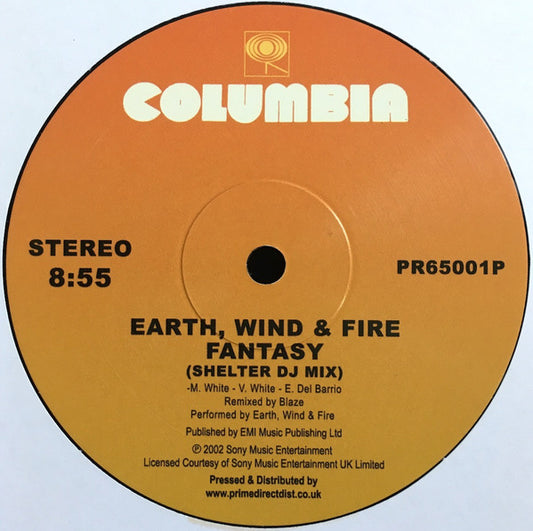 COLUMBIA
STEREO
8:55
PR65001P
EARTH, WIND & FIRE
FANTASY
(SHELTER DJ MIX)
-M. White - V. White - E. Del Barrio
Remixed by Blaze
Performed by Earth, Wind & Fire
Published by EMI Music Publishing Ltd
℗ 2002 Sony Music Entertainment
Licensed Courtesy of Sony Music Entertainment UK Limited
Pressed & Distributed by
www.primedirectdist.co.uk